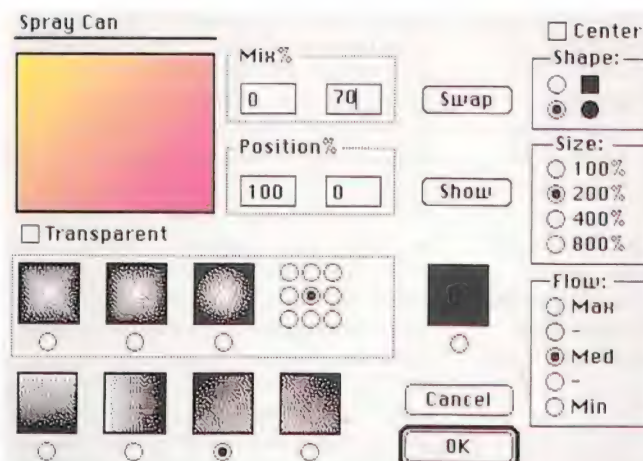 Spray Can
Mix%
0
70
Swap
Position%
100
0
Show
Transparent
Cancel
OK
Center
Shape:
Size:
100%
200%
400%
800%
Flow:
Max
-
Med
-
Min